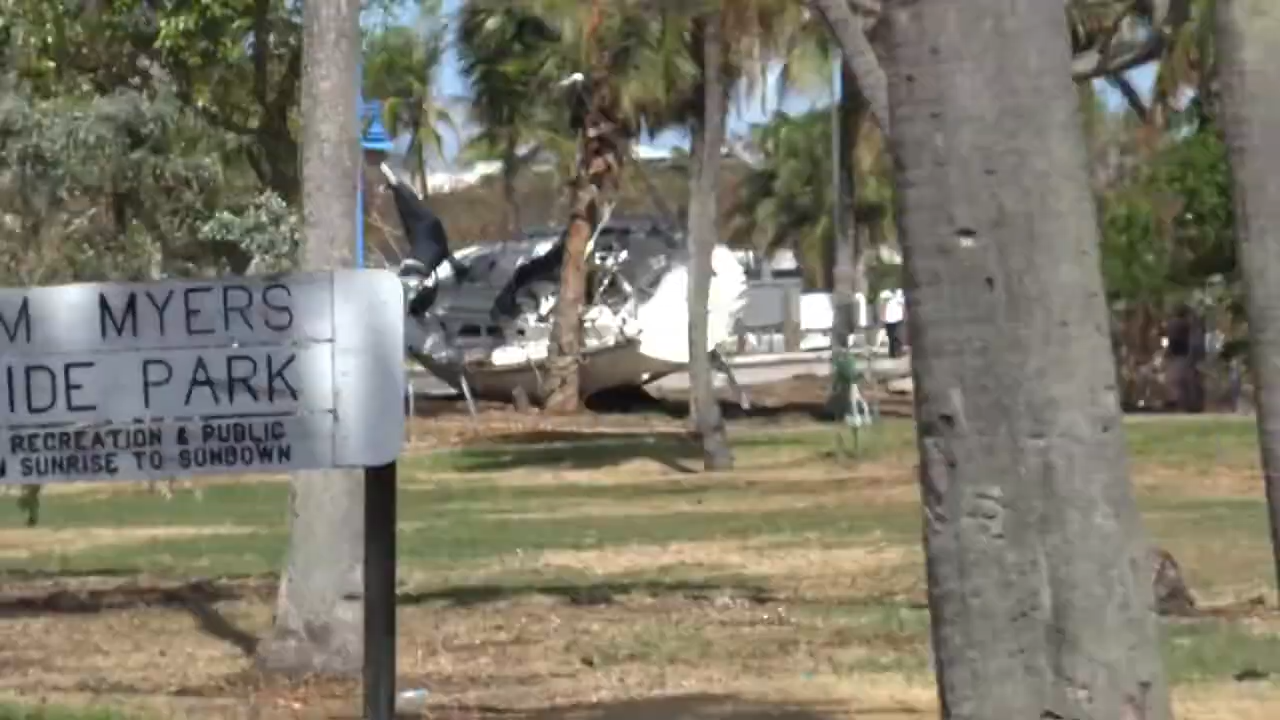 M MYERS
IDE PARK
RECREATION & PUBLIC
SUNRISE TO SUNDOWN